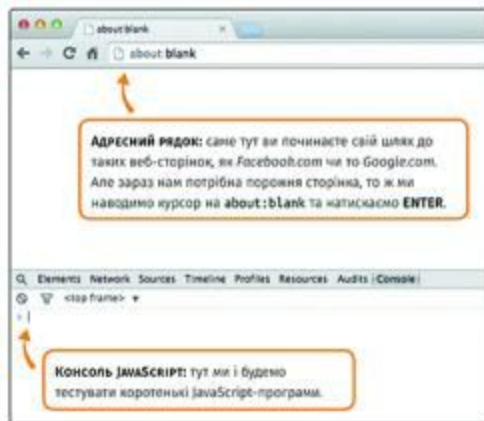 about:blank
about:blank
Адресний рядок: саме тут ви починаєте свій шлях до
таких веб-сторінок, як Facebook.com чи то Google.com.
Але зараз нам потрібна порожня сторінка, то ж ми
наводимо курсор на about:blank та натискаємо ENTER.
Elements Network Sources Timeline Profiles Resources Audits Console
<top frame>
Консоль JavaScript: тут ми і будемо
тестувати коротенькі JavaScript-програми.